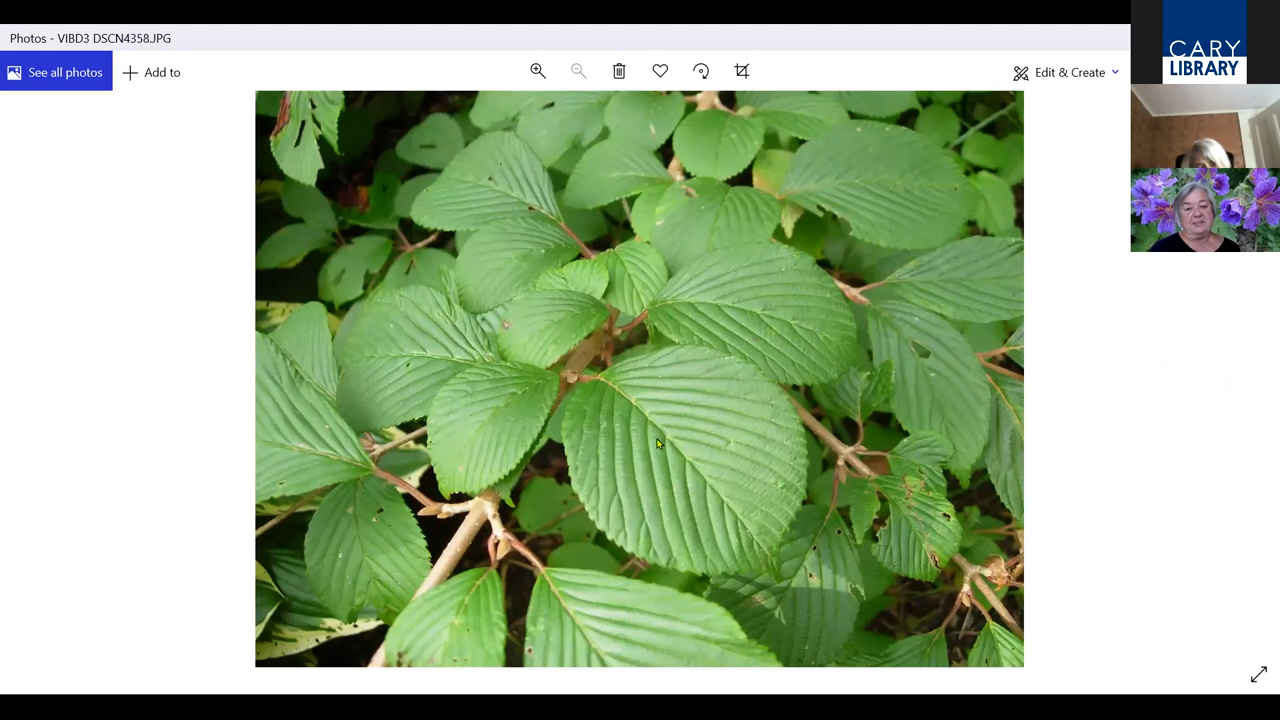 Photos - VIBD3 DSCN4358.JPG
See all photos
Add to
Edit & Create
CARY
LIBRARY